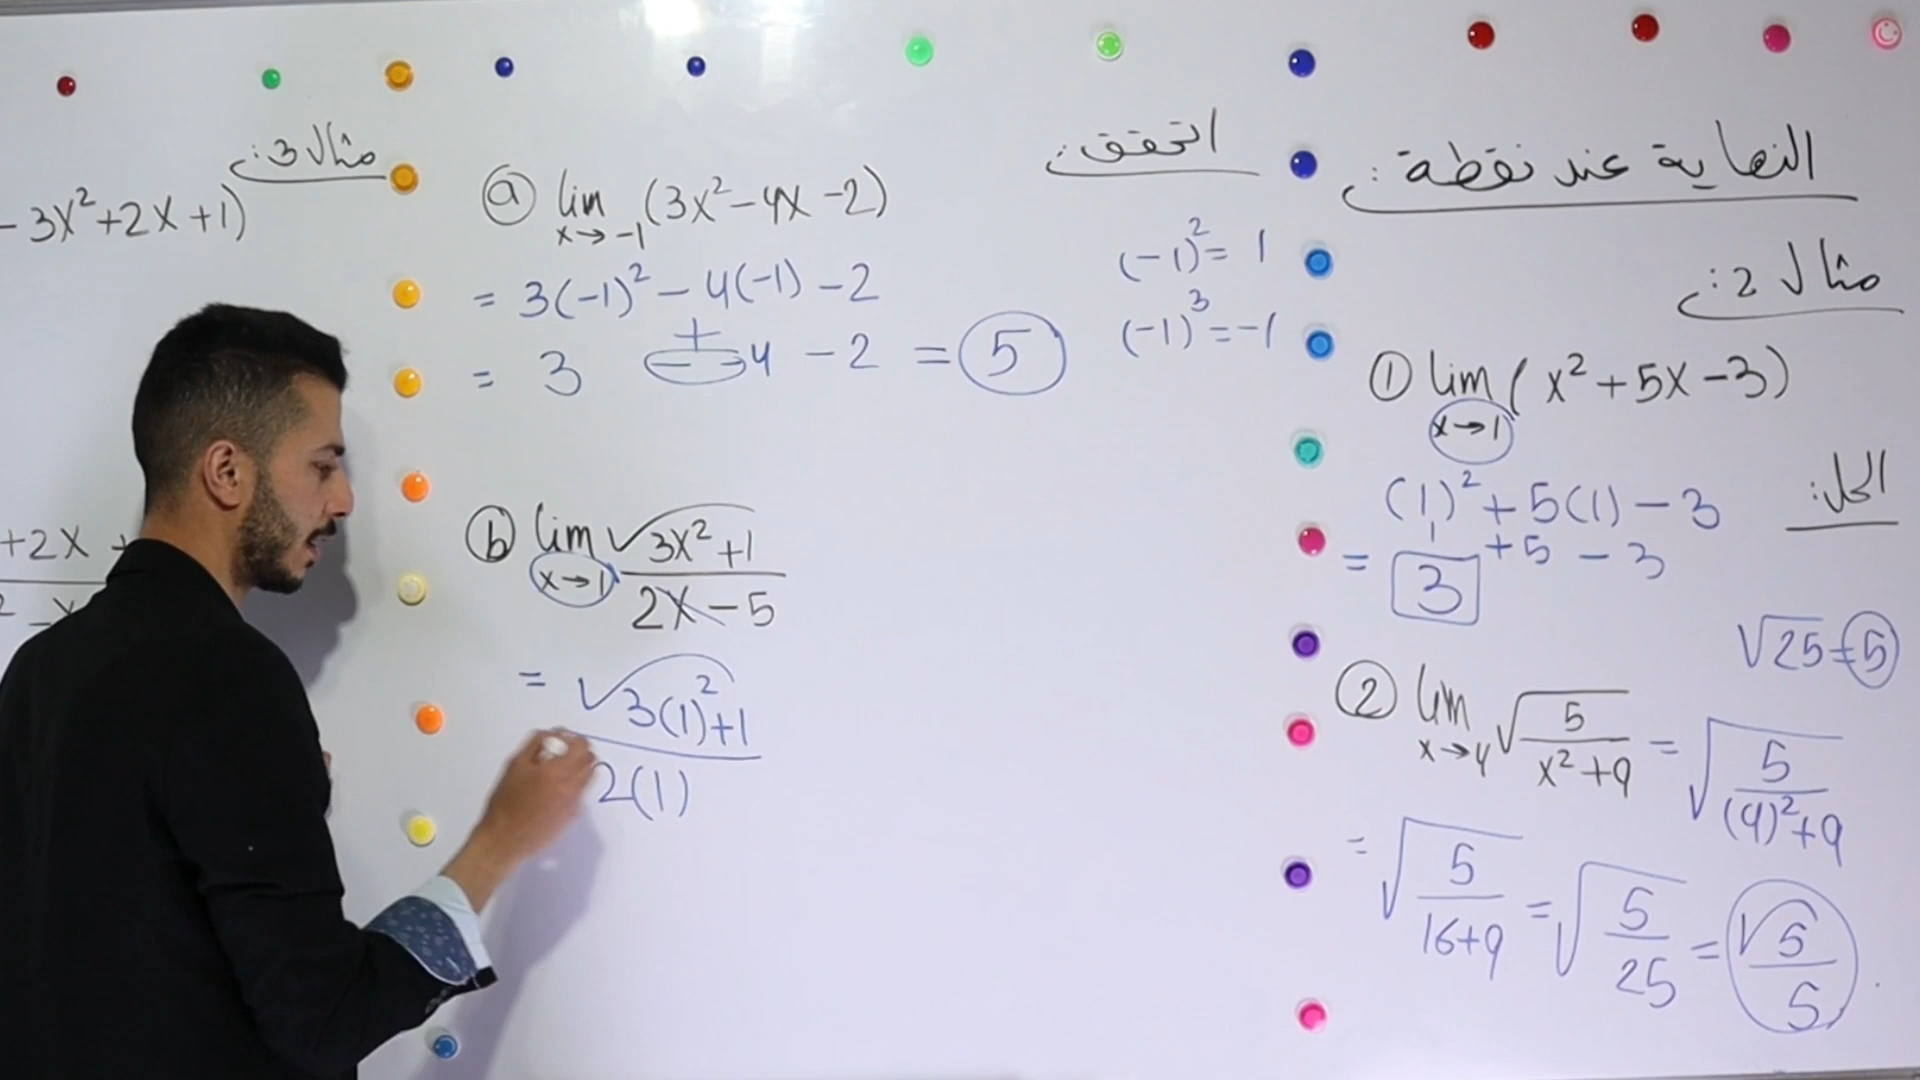 النهاية عند نقطة:
مثال 2:
① lim x→1 ( x² + 5x - 3)
الحل:
(1)² + 5(1) - 3
= 1 + 5 - 3
3
√25 = 5
② lim x→4 √(5/(x²+9)) = √(5/((4)²+9))
= √(5/(16+9)) = √(5/25) = √5/5
اتحقق:
ⓐ lim x→-1 (3x² - 4x - 2)
= 3(-1)² - 4(-1) - 2
= 3 + - - 4 - 2 = 5
(-1)² = 1
(-1)³ = -1
ⓑ lim x→1 √(3x²+1) / (2x-5)
= √(3(1)²+1) / 2(1)
مثال 3:
- 3x² + 2x + 1)
+2x +